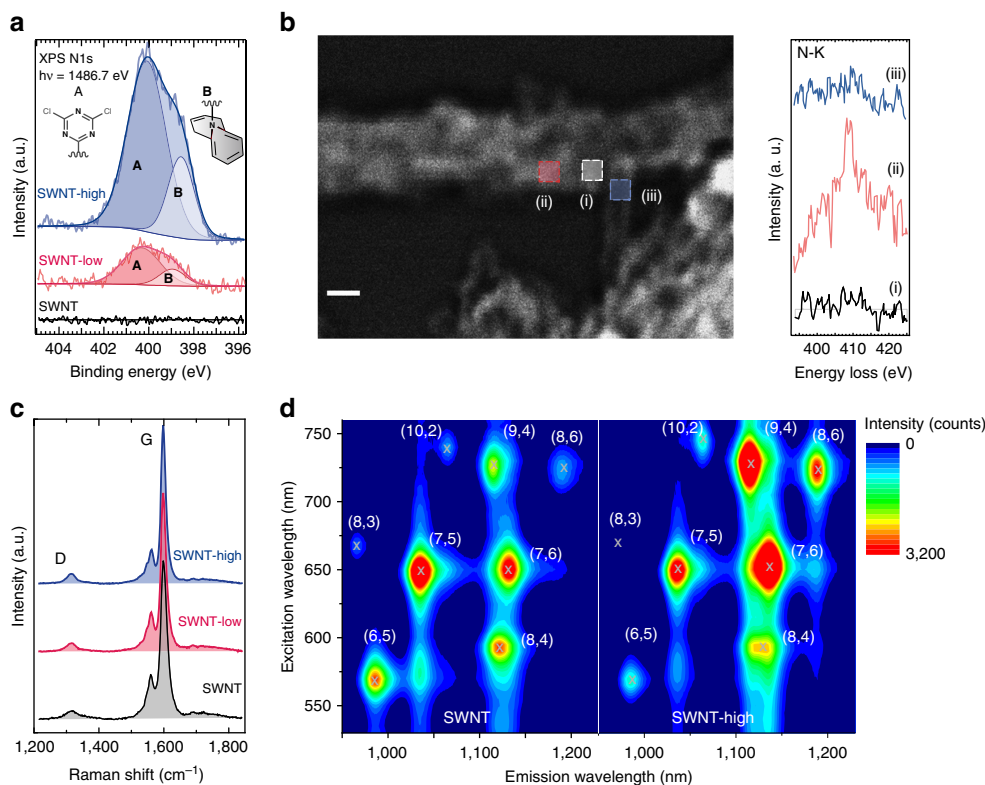 a
XPS N1s
hν = 1486.7 eV
A
Cl
Cl
N
N
N
B
N
A
B
SWNT-high
SWNT-low
A
B
SWNT
Intensity (a.u.)
404 402 400 398 396
Binding energy (eV)
b
(ii)
(i)
(iii)
N-K
(iii)
(ii)
(i)
Intensity (a. u.)
400 410 420
Energy loss (eV)
c
G
D
SWNT-high
SWNT-low
SWNT
Intensity (a.u.)
1,200 1,400 1,600 1,800
Raman shift (cm⁻¹)
d
Intensity (counts)
0
3,200
Excitation wavelength (nm)
750
700
650
600
550
(10,2)
(9,4)
(8,6)
(8,3)
(7,5)
(7,6)
(6,5)
(8,4)
SWNT
(10,2)
(9,4)
(8,6)
(8,3)
(7,5)
(7,6)
(6,5)
(8,4)
SWNT-high
1,000 1,100 1,200 1,000 1,100 1,200
Emission wavelength (nm)